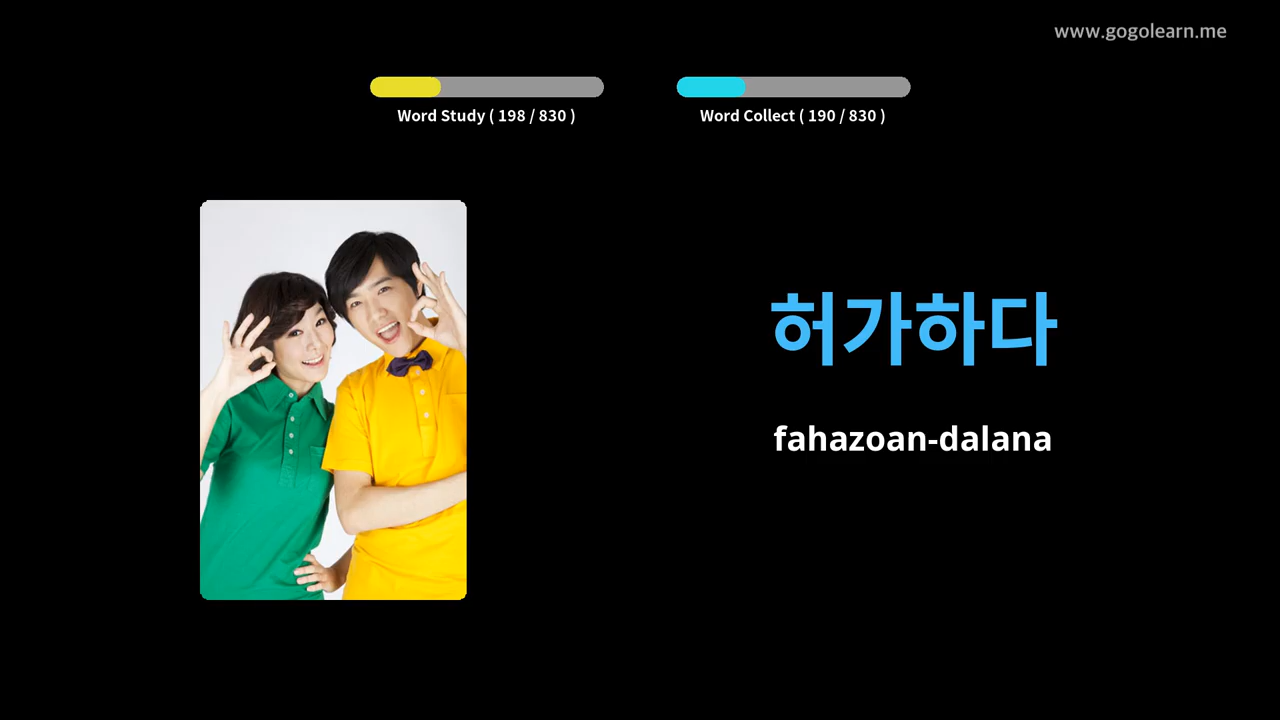 www.gogolearn.me
Word Study ( 198 / 830 )
Word Collect ( 190 / 830 )
허가하다
fahazoan-dalana